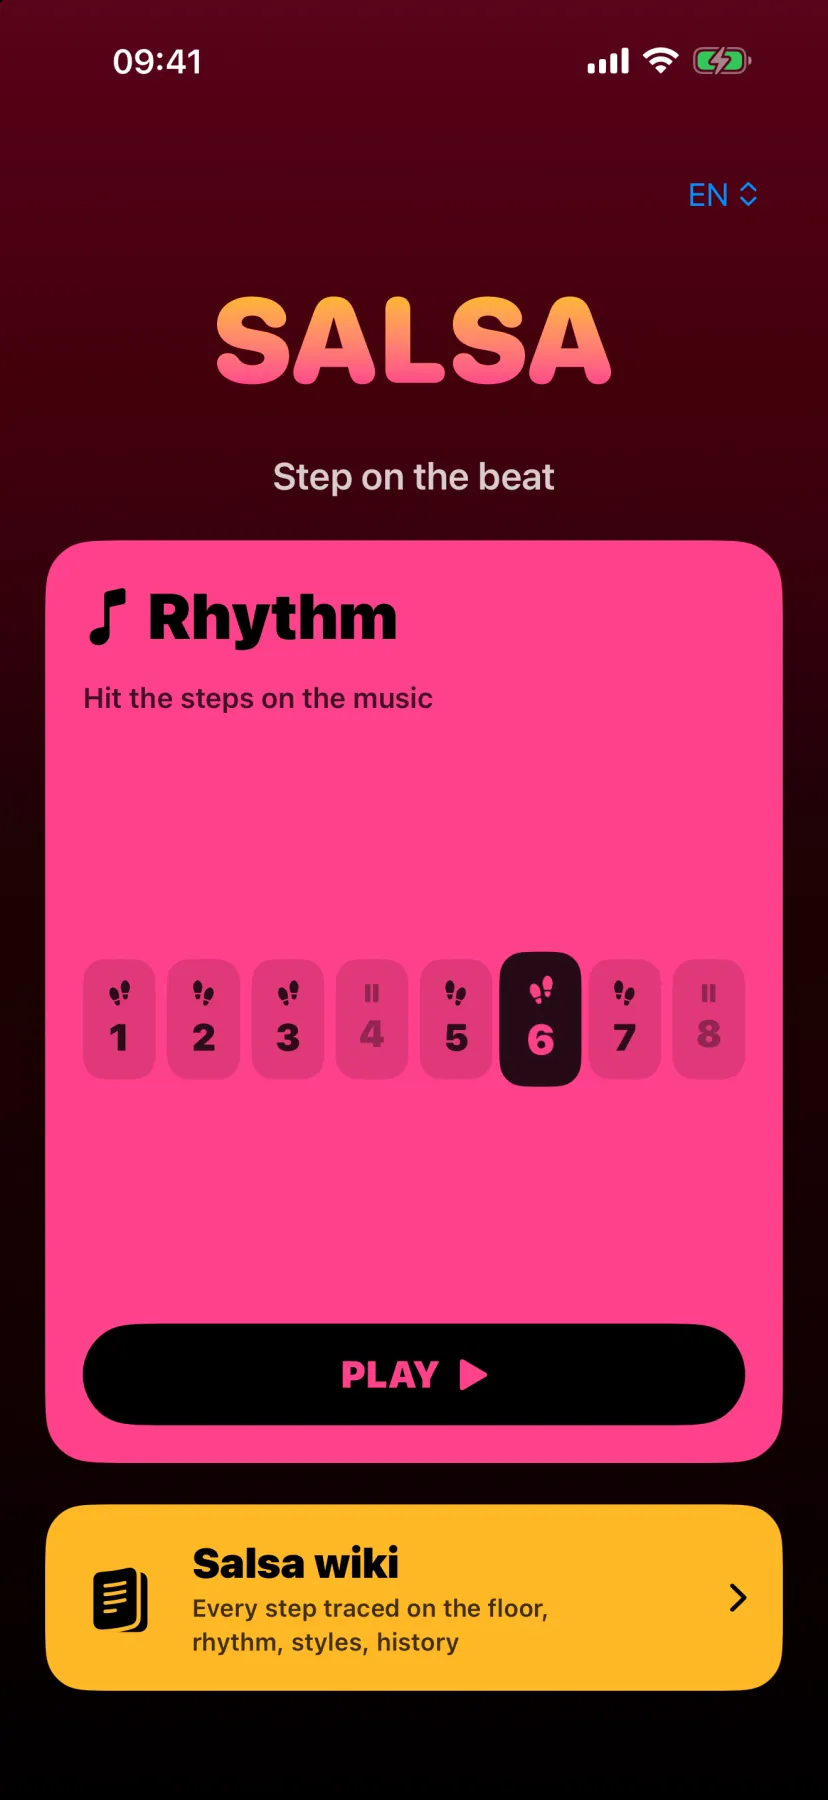 09:41
EN
SALSA
Step on the beat
Rhythm
Hit the steps on the music
1 2 3 4 5 6 7 8
PLAY
Salsa wiki
Every step traced on the floor,
rhythm, styles, history